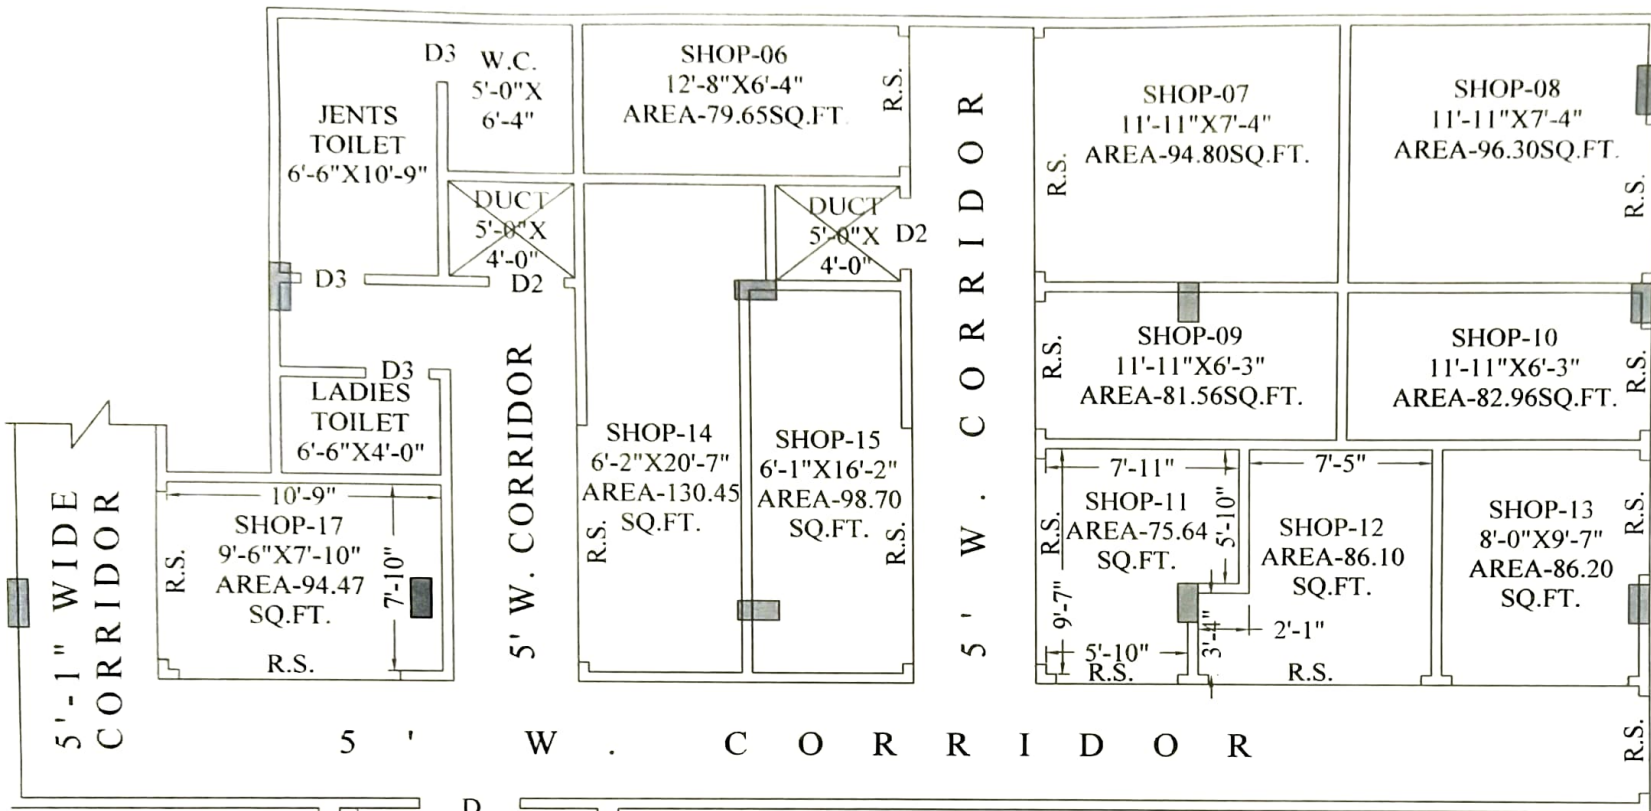 D3
W.C.
5'-0"X
6'-4"
JENTS
TOILET
6'-6"X10'-9"
SHOP-06
12'-8"X6'-4"
AREA-79.65SQ.FT.
R.S.
DUCT
5'-0"X
4'-0"
D2
D3
DUCT
5'-0"X
4'-0"
D2
D3
LADIES
TOILET
6'-6"X4'-0"
5' W. CORRIDOR
5' W. CORRIDOR
SHOP-07
11'-11"X7'-4"
AREA-94.80SQ.FT.
R.S.
SHOP-08
11'-11"X7'-4"
AREA-96.30SQ.FT.
R.S.
SHOP-09
11'-11"X6'-3"
AREA-81.56SQ.FT.
R.S.
SHOP-10
11'-11"X6'-3"
AREA-82.96SQ.FT.
R.S.
SHOP-14
6'-2"X20'-7"
AREA-130.45
SQ.FT.
R.S.
SHOP-15
6'-1"X16'-2"
AREA-98.70
SQ.FT.
R.S.
7'-11"
SHOP-11
AREA-75.64
SQ.FT.
R.S.
5'-10"
9'-7"
5'-10"
R.S.
3'-4"
7'-5"
SHOP-12
AREA-86.10
SQ.FT.
2'-1"
R.S.
SHOP-13
8'-0"X9'-7"
AREA-86.20
SQ.FT.
R.S.
5'-1" WIDE
CORRIDOR
10'-9"
SHOP-17
9'-6"X7'-10"
AREA-94.47
SQ.FT.
R.S.
7'-10"
R.S.
5' W. CORRIDOR
R.S.
D